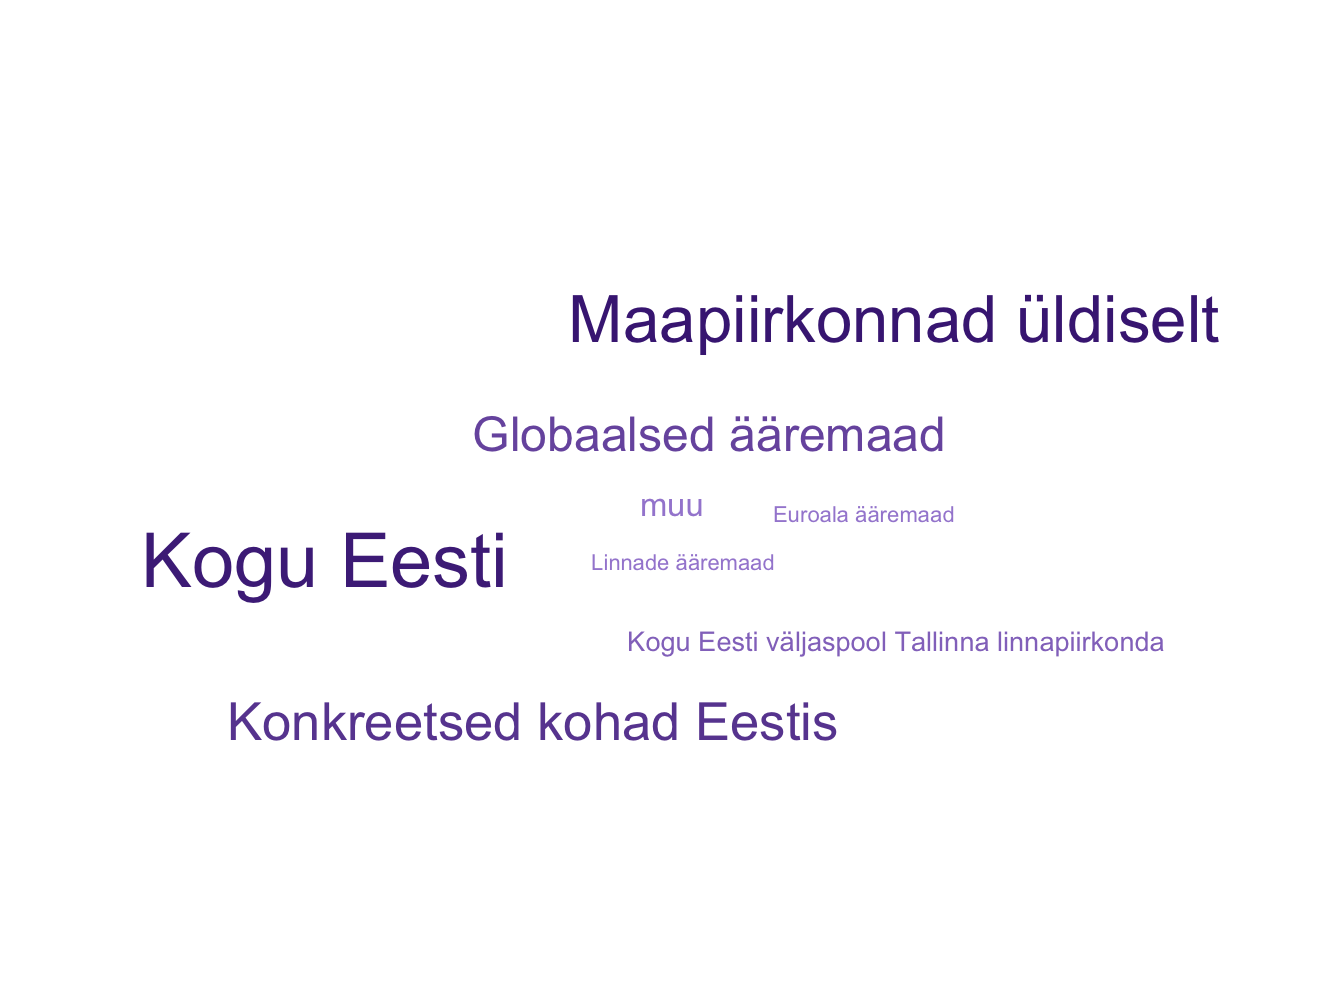 Maapiirkonnad üldiselt
Globaalsed ääremaad
muu
Euroala ääremaad
Kogu Eesti
Linnade ääremaad
Kogu Eesti väljaspool Tallinna linnapiirkonda
Konkreetsed kohad Eestis